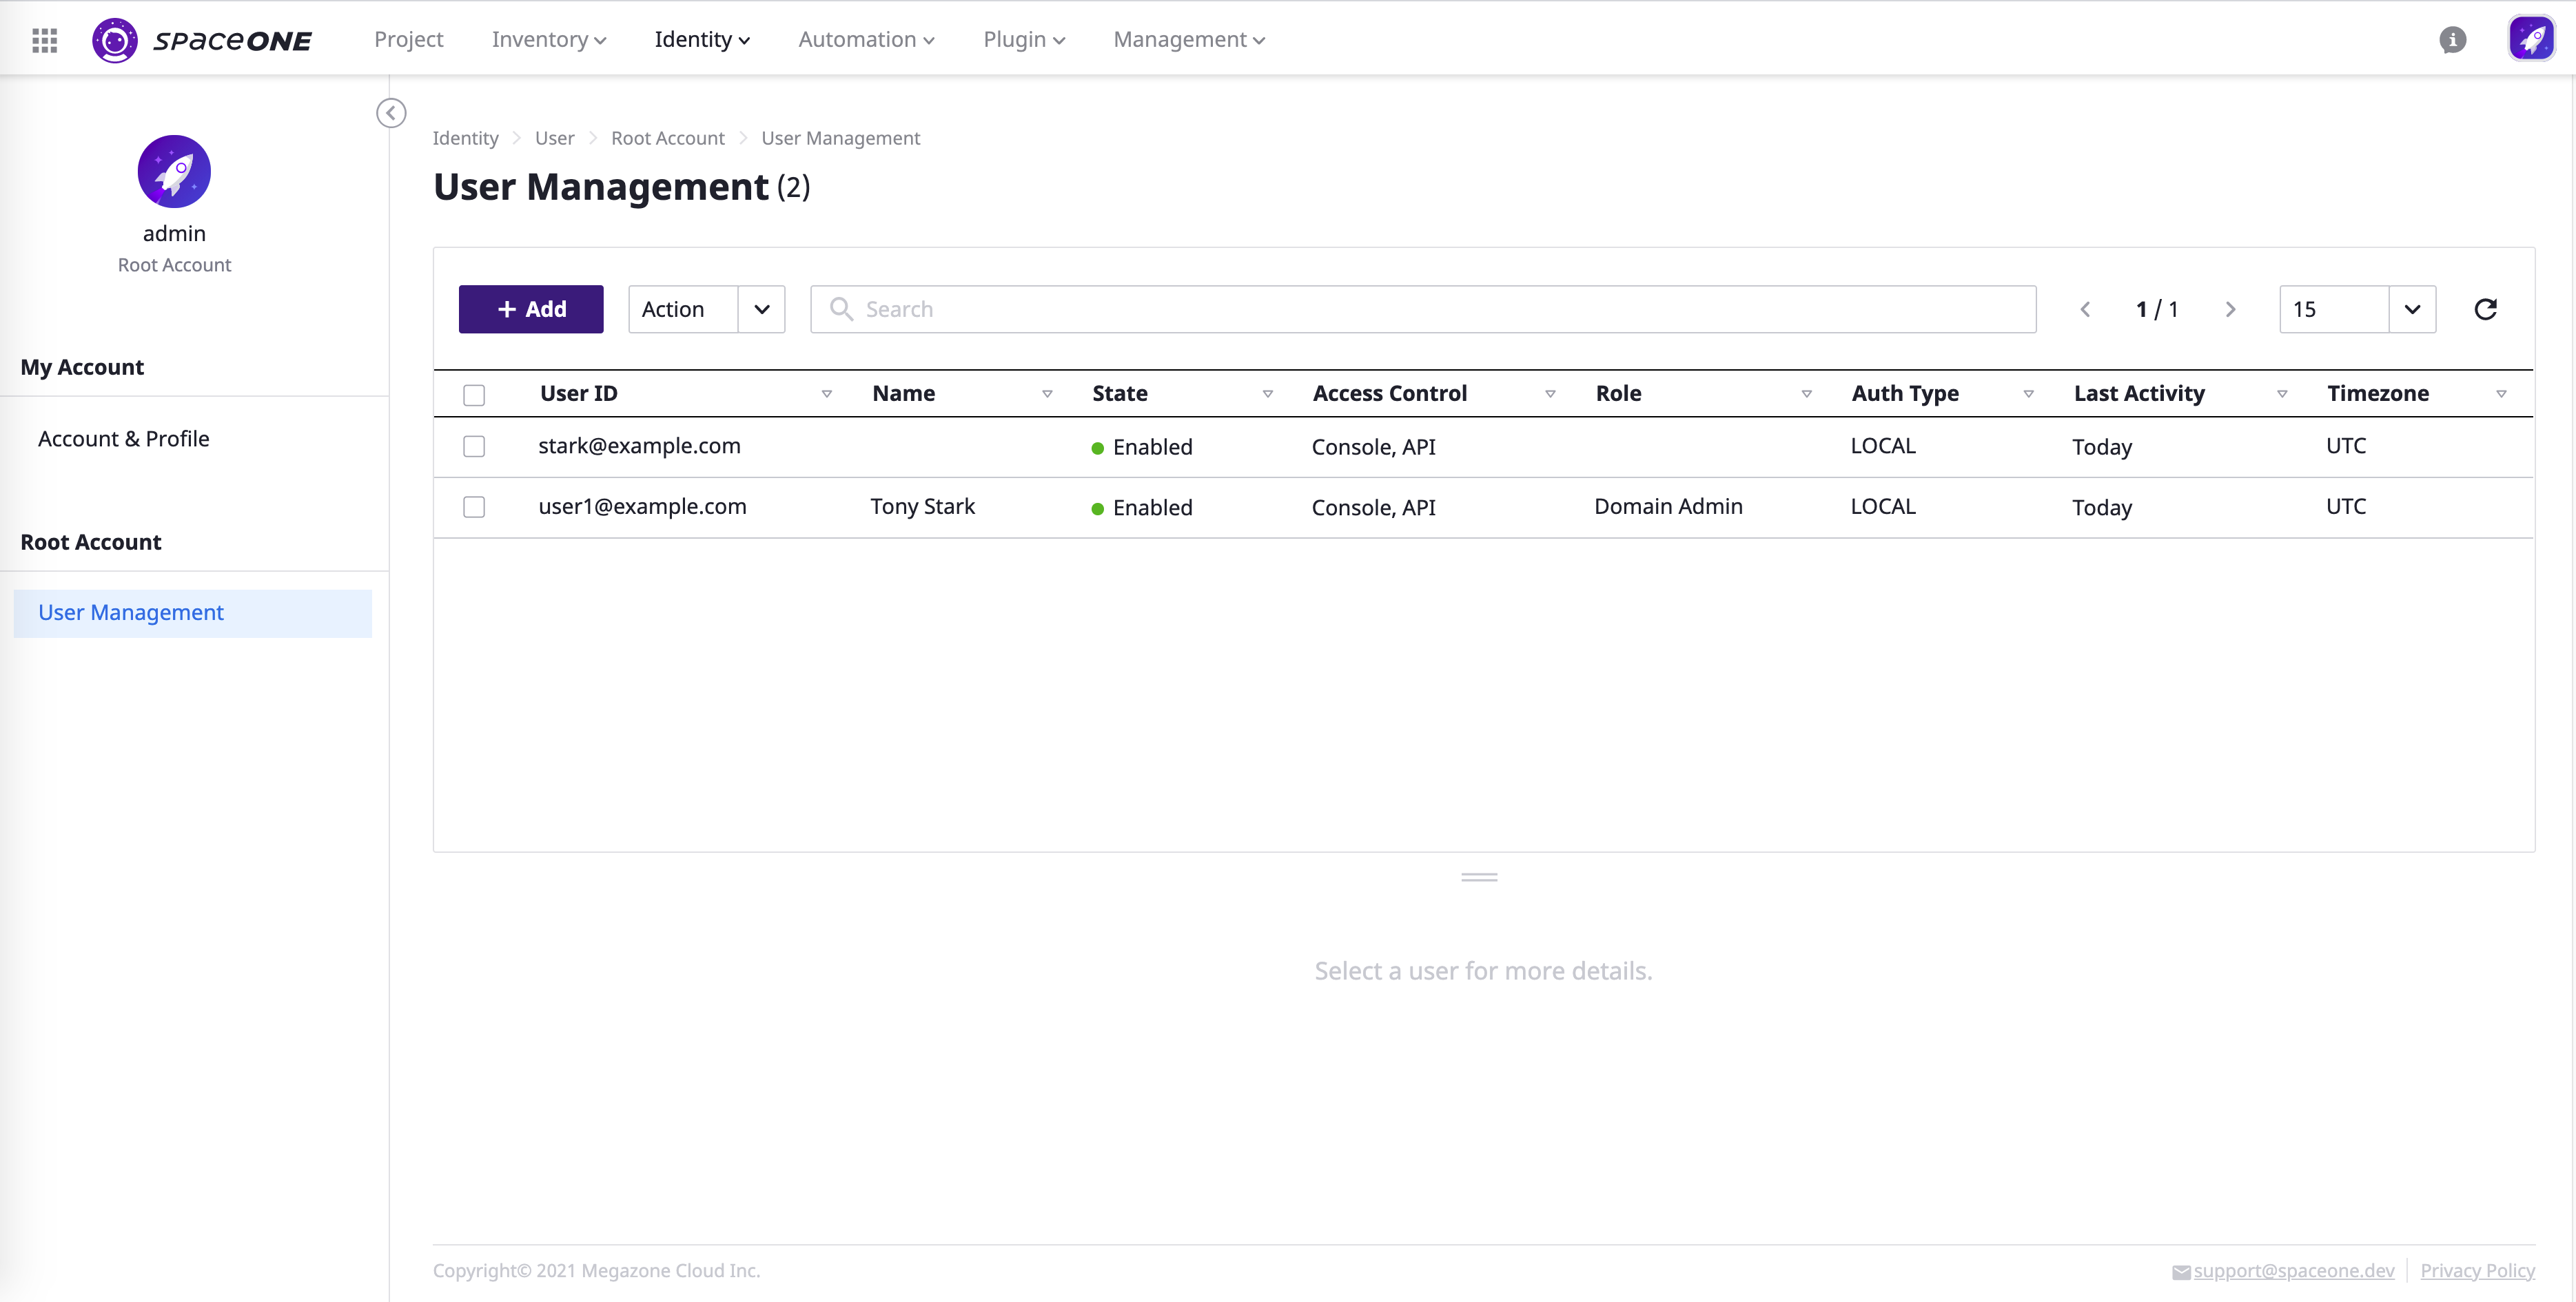 spaceONE Project Inventory Identity Automation Plugin Management
admin
Root Account
My Account
Account & Profile
Root Account
User Management
Identity User Root Account User Management
User Management (2)
+ Add Action Search 1 / 1 15
User ID Name State Access Control Role Auth Type Last Activity Timezone
stark@example.com Enabled Console, API LOCAL Today UTC
user1@example.com Tony Stark Enabled Console, API Domain Admin LOCAL Today UTC
Select a user for more details.
Copyright© 2021 Megazone Cloud Inc. support@spaceone.dev Privacy Policy